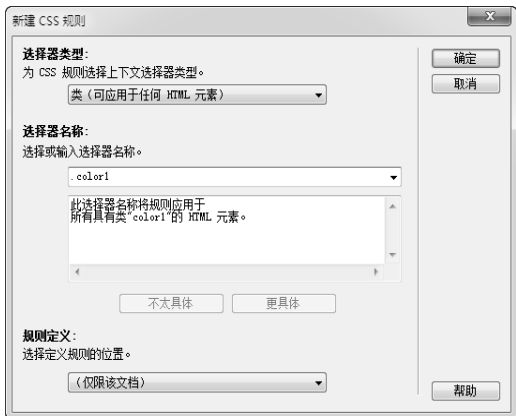 新建 CSS 规则
选择器类型:
为 CSS 规则选择上下文选择器类型。
类(可应用于任何 HTML 元素)
确定
取消
选择器名称:
选择或输入选择器名称。
.color1
此选择器名称将规则应用于
所有具有类"color1"的 HTML 元素。
不太具体
更具体
规则定义:
选择定义规则的位置。
(仅限该文档)
帮助